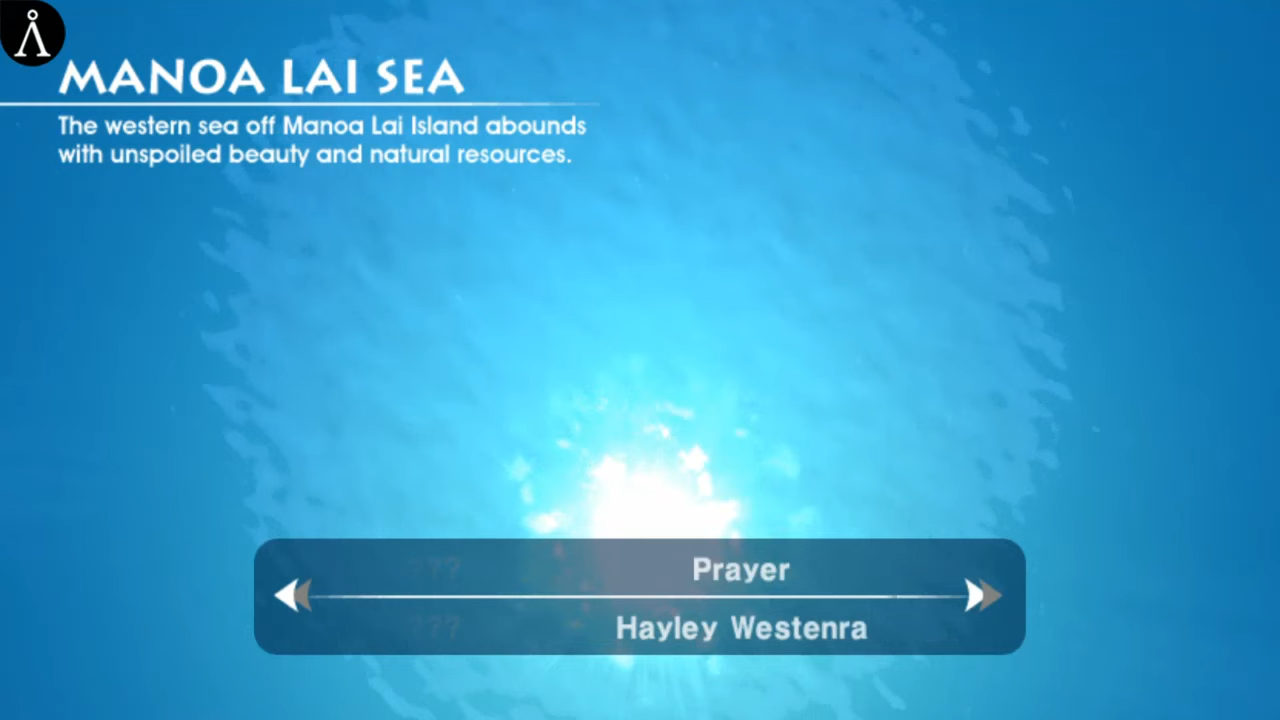 MANOA LAI SEA
The western sea off Manoa Lai Island abounds
with unspoiled beauty and natural resources.
??? Prayer
??? Hayley Westenra